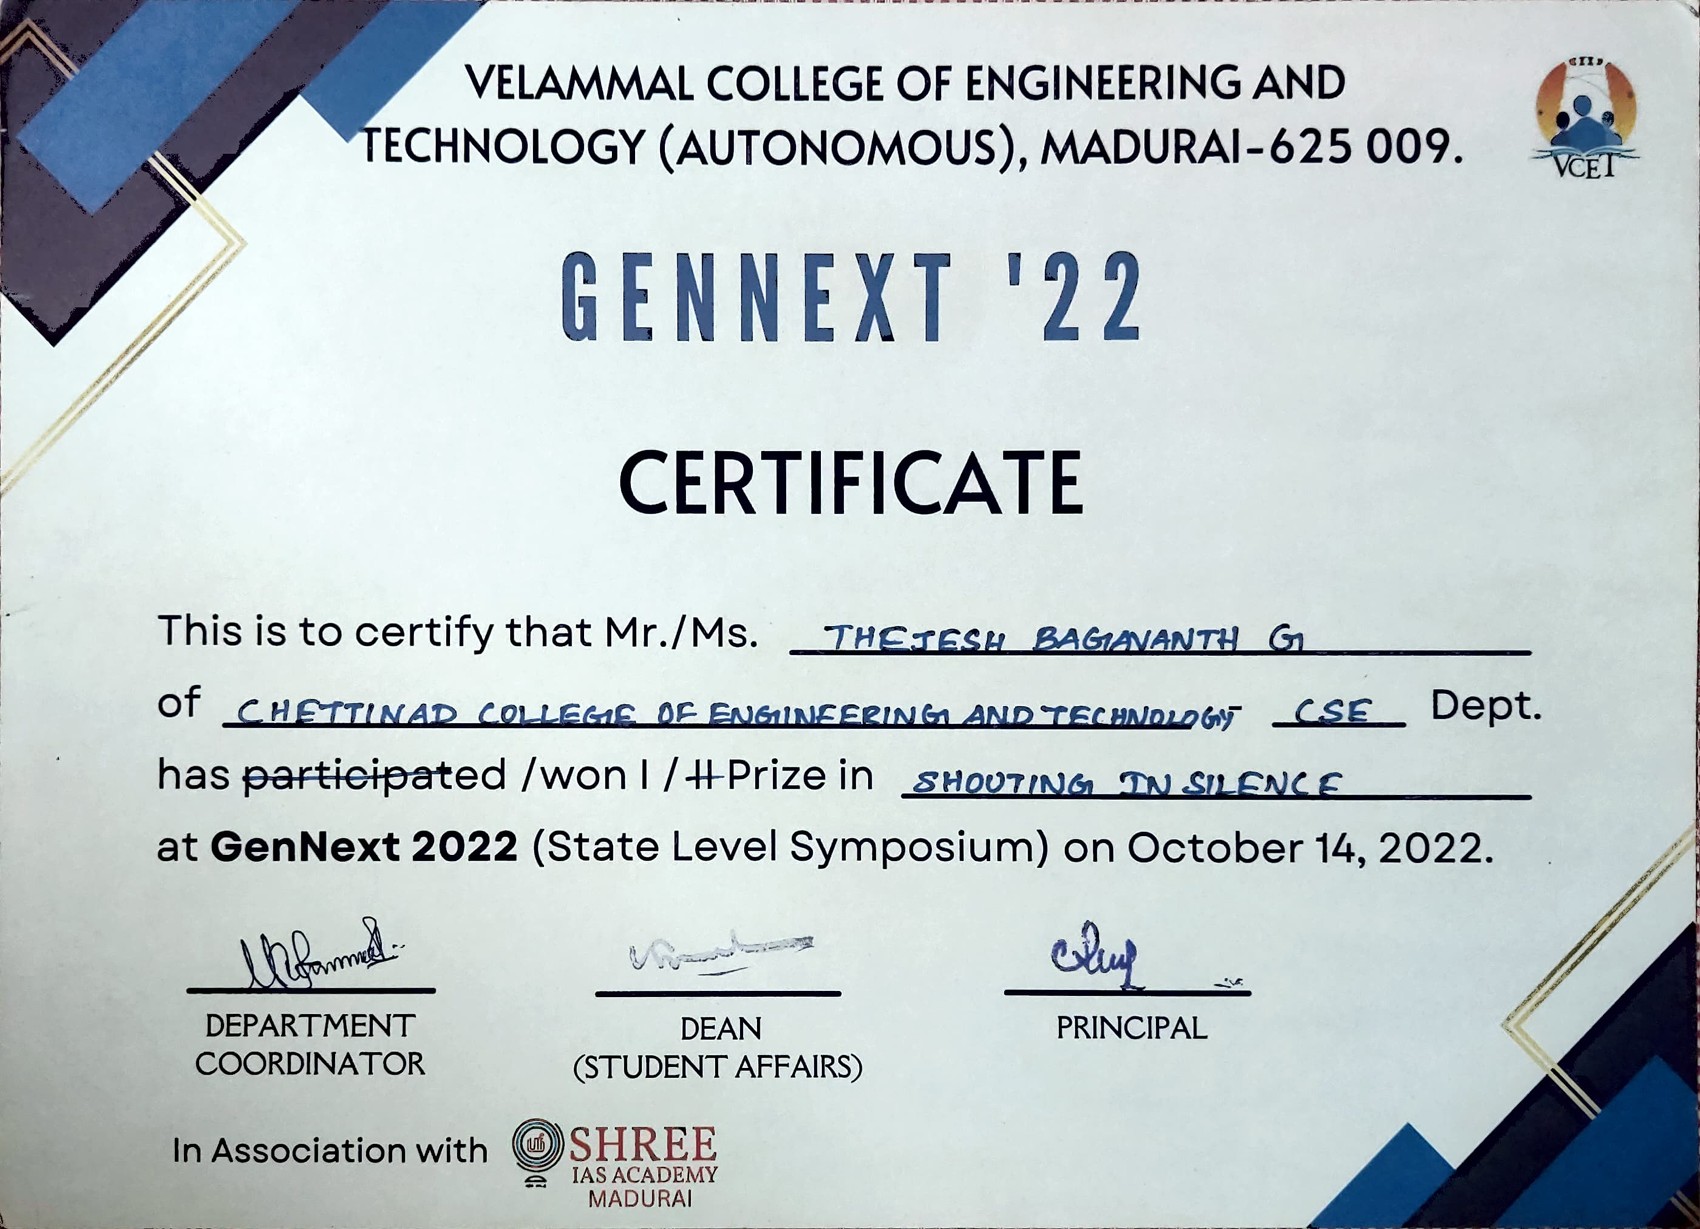 VELAMMAL COLLEGE OF ENGINEERING AND
TECHNOLOGY (AUTONOMOUS), MADURAI-625 009.
VCET
GENNEXT '22
CERTIFICATE
This is to certify that Mr./Ms. THEJESH BAGAVANTH G
of CHETTINAD COLLEGE OF ENGINEERING AND TECHNOLOGY CSE Dept.
has participated /won I / II Prize in SHOUTING IN SILENCE
at GenNext 2022 (State Level Symposium) on October 14, 2022.
DEPARTMENT
COORDINATOR
DEAN
(STUDENT AFFAIRS)
PRINCIPAL
In Association with
ஸ்ரீ
SHREE
IAS ACADEMY
MADURAI